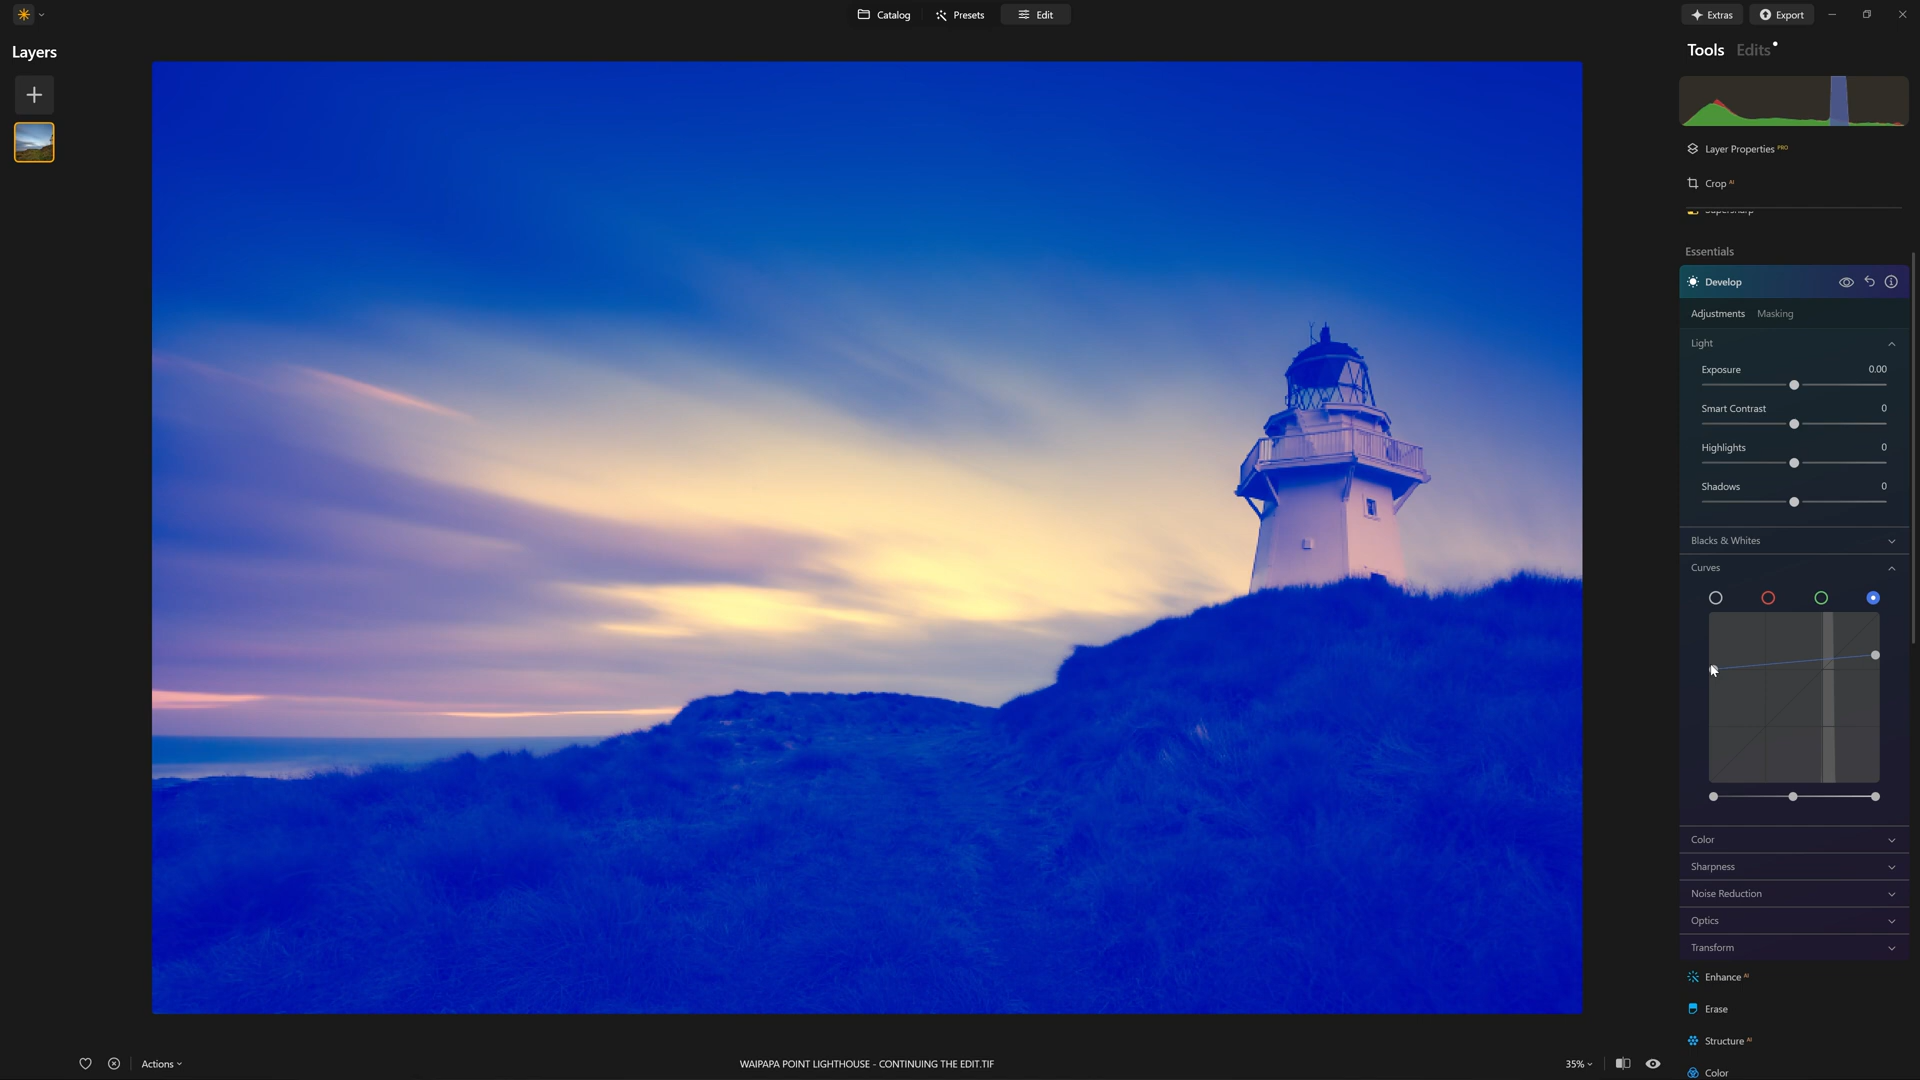 Catalog
Presets
Edit
Extras
Export
Layers
Tools Edits
Layer Properties PRO
Crop AI
Supersharp
Essentials
Develop
Adjustments Masking
Light
Exposure 0.00
Smart Contrast 0
Highlights 0
Shadows 0
Blacks & Whites
Curves
Color
Sharpness
Noise Reduction
Optics
Transform
Enhance AI
Erase
Structure AI
Color
Actions
WAIPAPA POINT LIGHTHOUSE - CONTINUING THE EDIT.TIF
35%